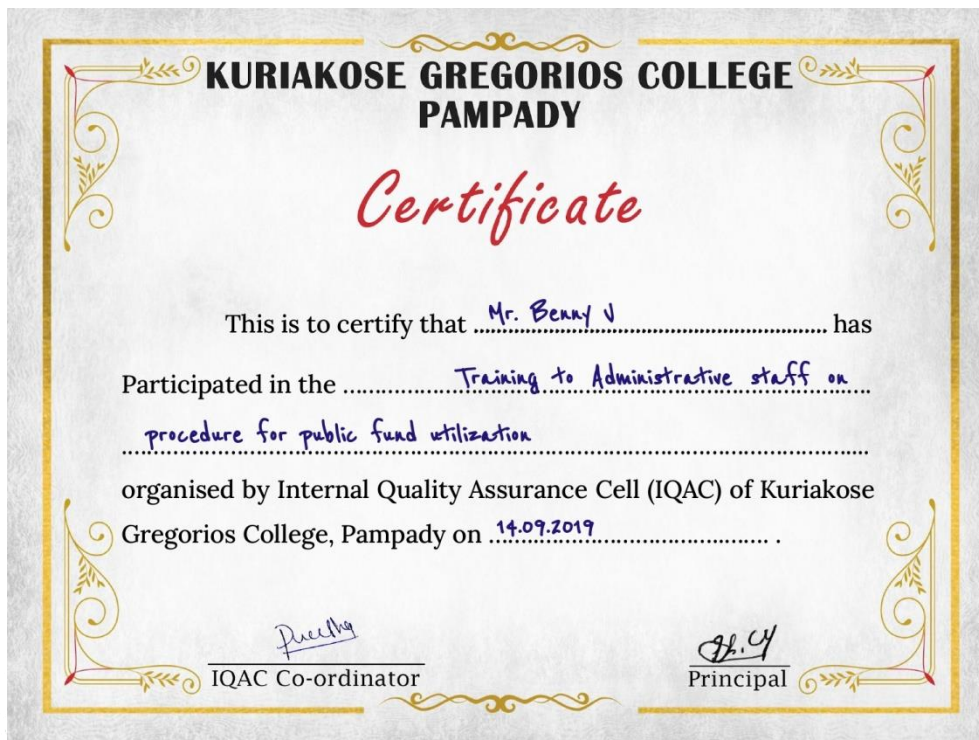 KURIAKOSE GREGORIOS COLLEGE
PAMPADY
Certificate
This is to certify that Mr. Benny V has
Participated in the Training to Administrative staff on
procedure for public fund utilization
organised by Internal Quality Assurance Cell (IQAC) of Kuriakose
Gregorios College, Pampady on 14.09.2019 .
IQAC Co-ordinator
Principal